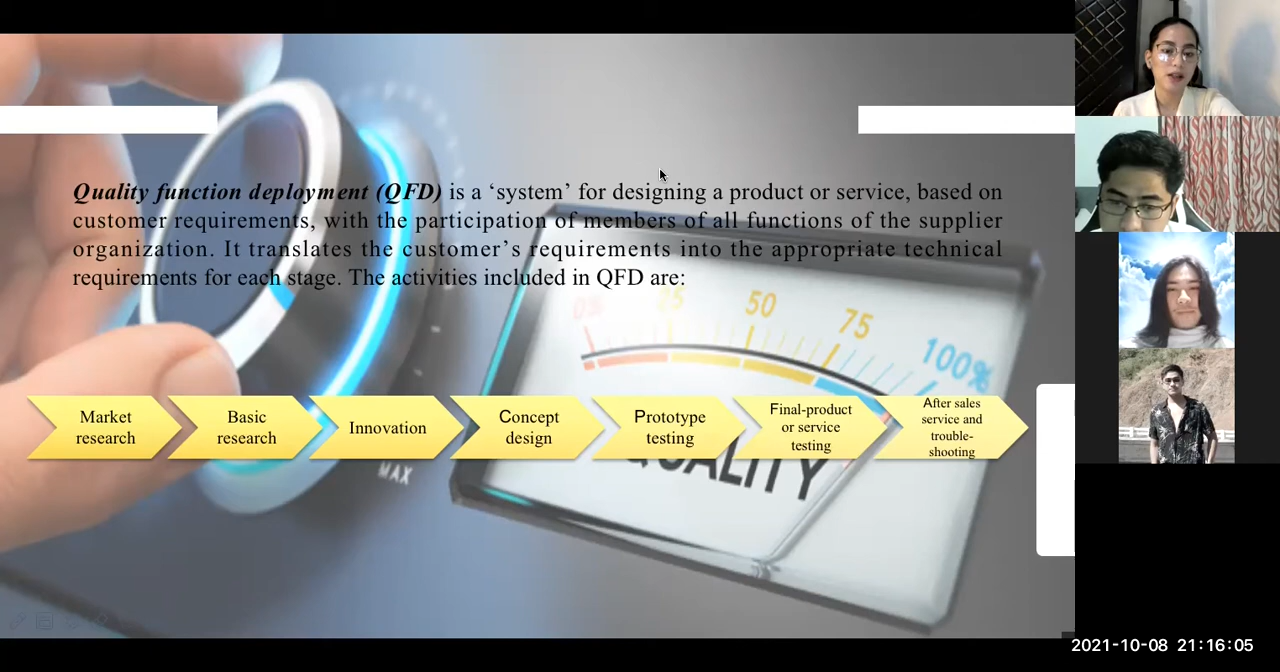 Quality function deployment (QFD) is a ‘system’ for designing a product or service, based on
customer requirements, with the participation of members of all functions of the supplier
organization. It translates the customer’s requirements into the appropriate technical
requirements for each stage. The activities included in QFD are:
0%
25
50
75
100%
Market
research
Basic
research
Innovation
Concept
design
Prototype
testing
Final-product
or service
testing
After sales
service and
trouble-
shooting
QUALITY
MAX
2021-10-08 21:16:05